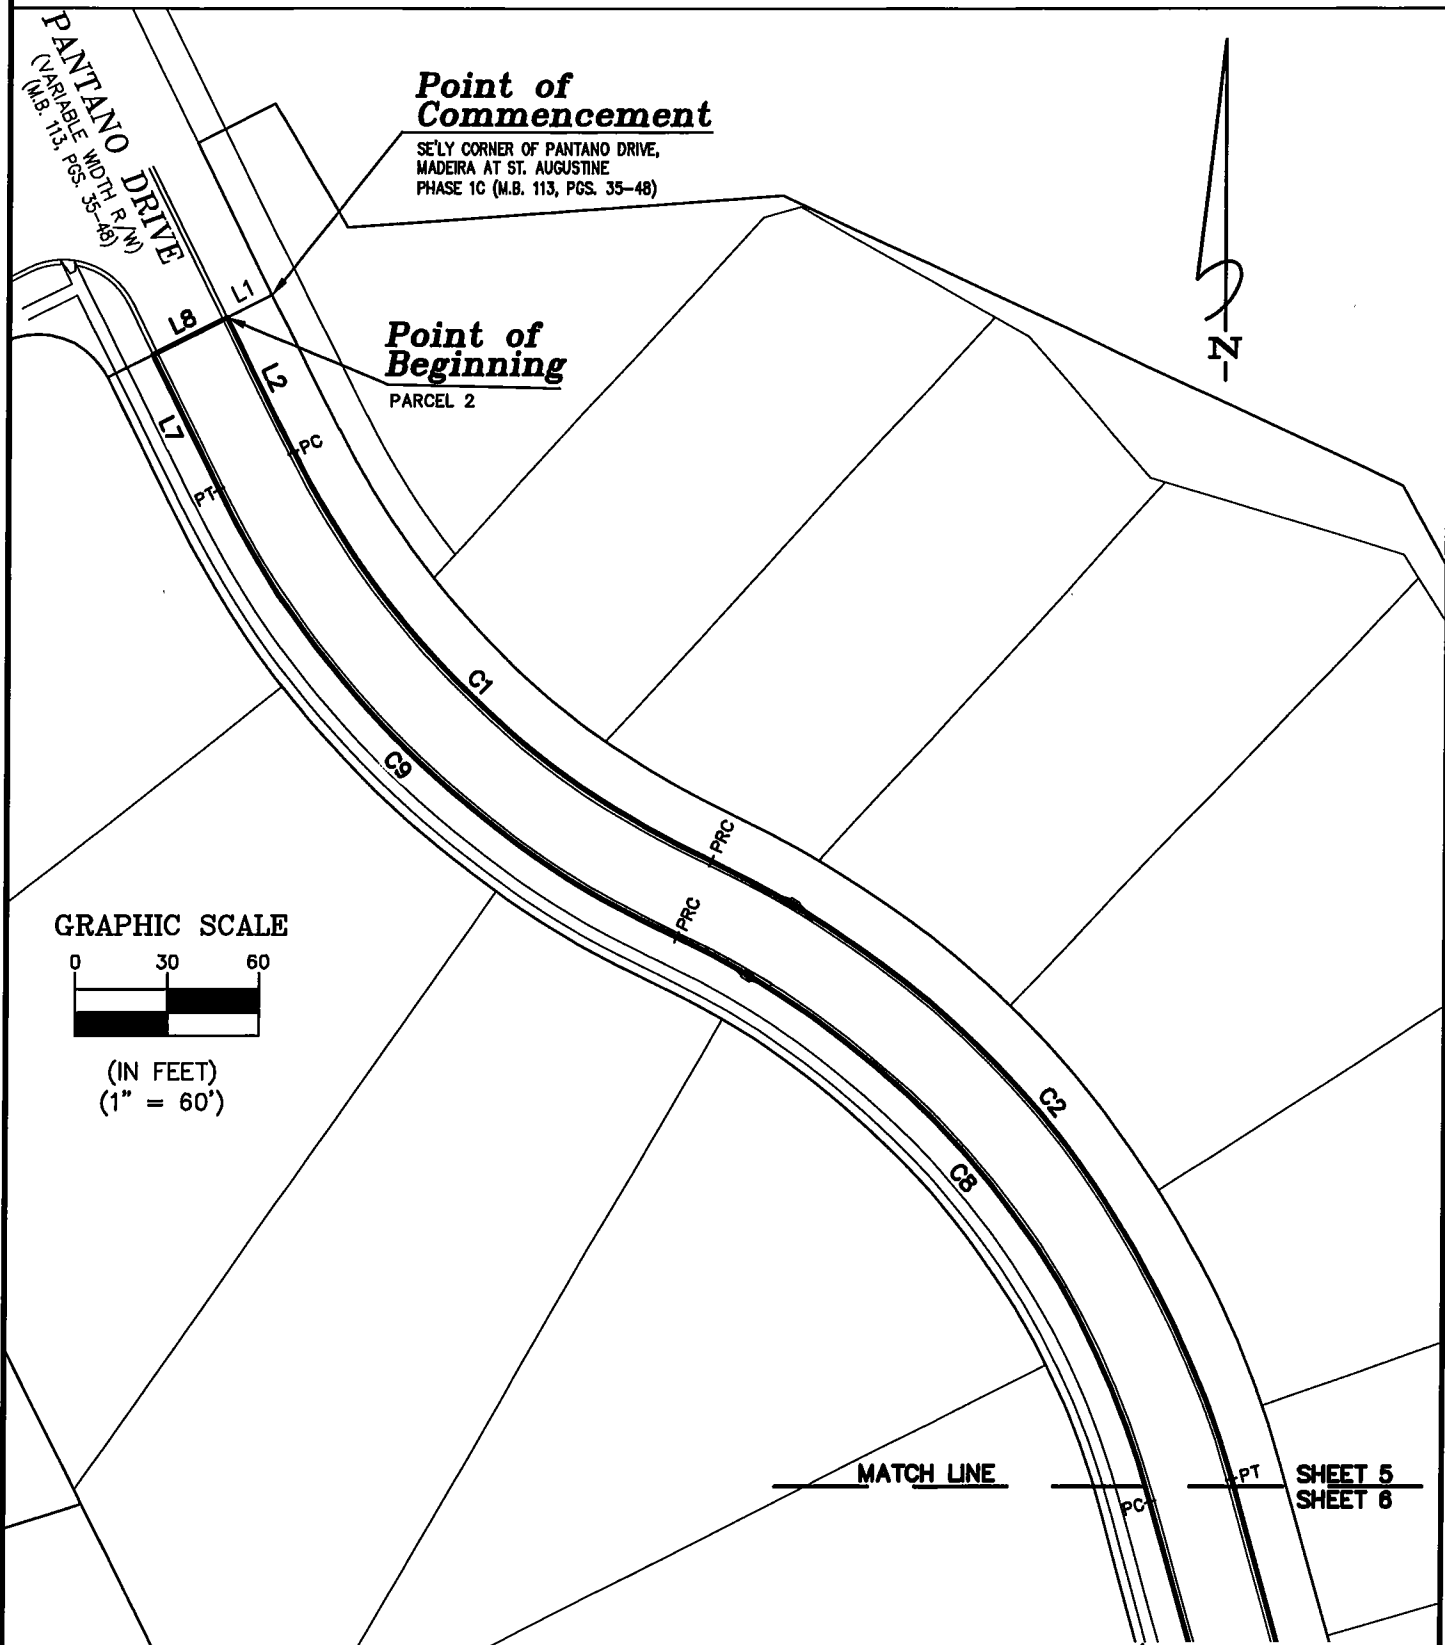 PANTANO DRIVE
(VARIABLE WIDTH R/W)
(M.B. 113, PGS. 35-48)
Point of
Commencement
SE'LY CORNER OF PANTANO DRIVE,
MADEIRA AT ST. AUGUSTINE
PHASE 1C (M.B. 113, PGS. 35-48)
L1
L8
Point of
Beginning
PARCEL 2
L2
L7
PC
PT
N
C1
C9
PRC
PRC
GRAPHIC SCALE
0 30 60
(IN FEET)
(1" = 60')
C2
C8
MATCH LINE
PT
PC
SHEET 5
SHEET 6